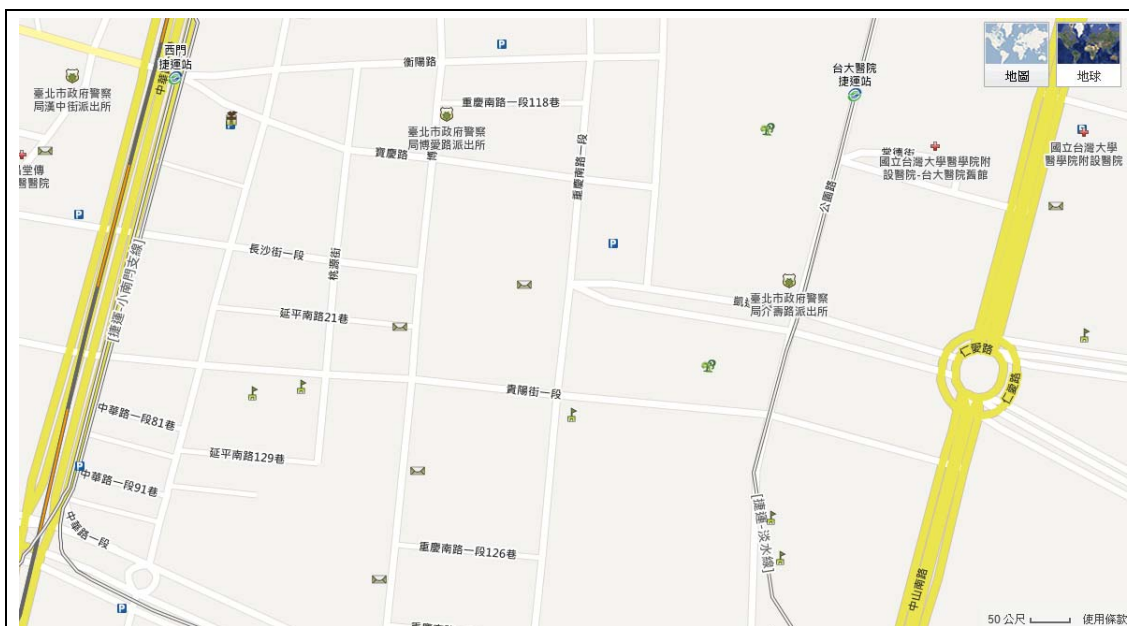 西門
捷運站
中華
臺北市政府警察
局漢中街派出所
衡陽路
台大醫院
捷運站
地圖
地球
重慶南路一段118巷
臺北市政府警察
局博愛路派出所
寶慶路
重慶南路一段
常德街
國立台灣大學醫學院附
設醫院-台大醫院舊館
國立台灣大學
醫學院附設醫院
醫醫院
公園路
[捷運-小南門支線]
長沙街一段
桃源街
延平南路21巷
凱
臺北市政府警察
局介壽路派出所
仁愛路
仁愛路
貴陽街一段
中華路一段81巷
延平南路129巷
中華路一段91巷
中華路一段
[捷運-淡水線]
重慶南路一段126巷
中山南路
50 公尺
使用條款